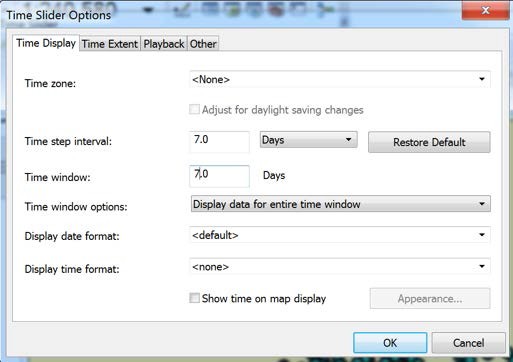 Time Slider Options
Time Display Time Extent Playback Other
Time zone: <None>
Adjust for daylight saving changes
Time step interval: 7.0 Days Restore Default
Time window: 7.0 Days
Time window options: Display data for entire time window
Display date format: <default>
Display time format: <none>
Show time on map display Appearance...
OK Cancel